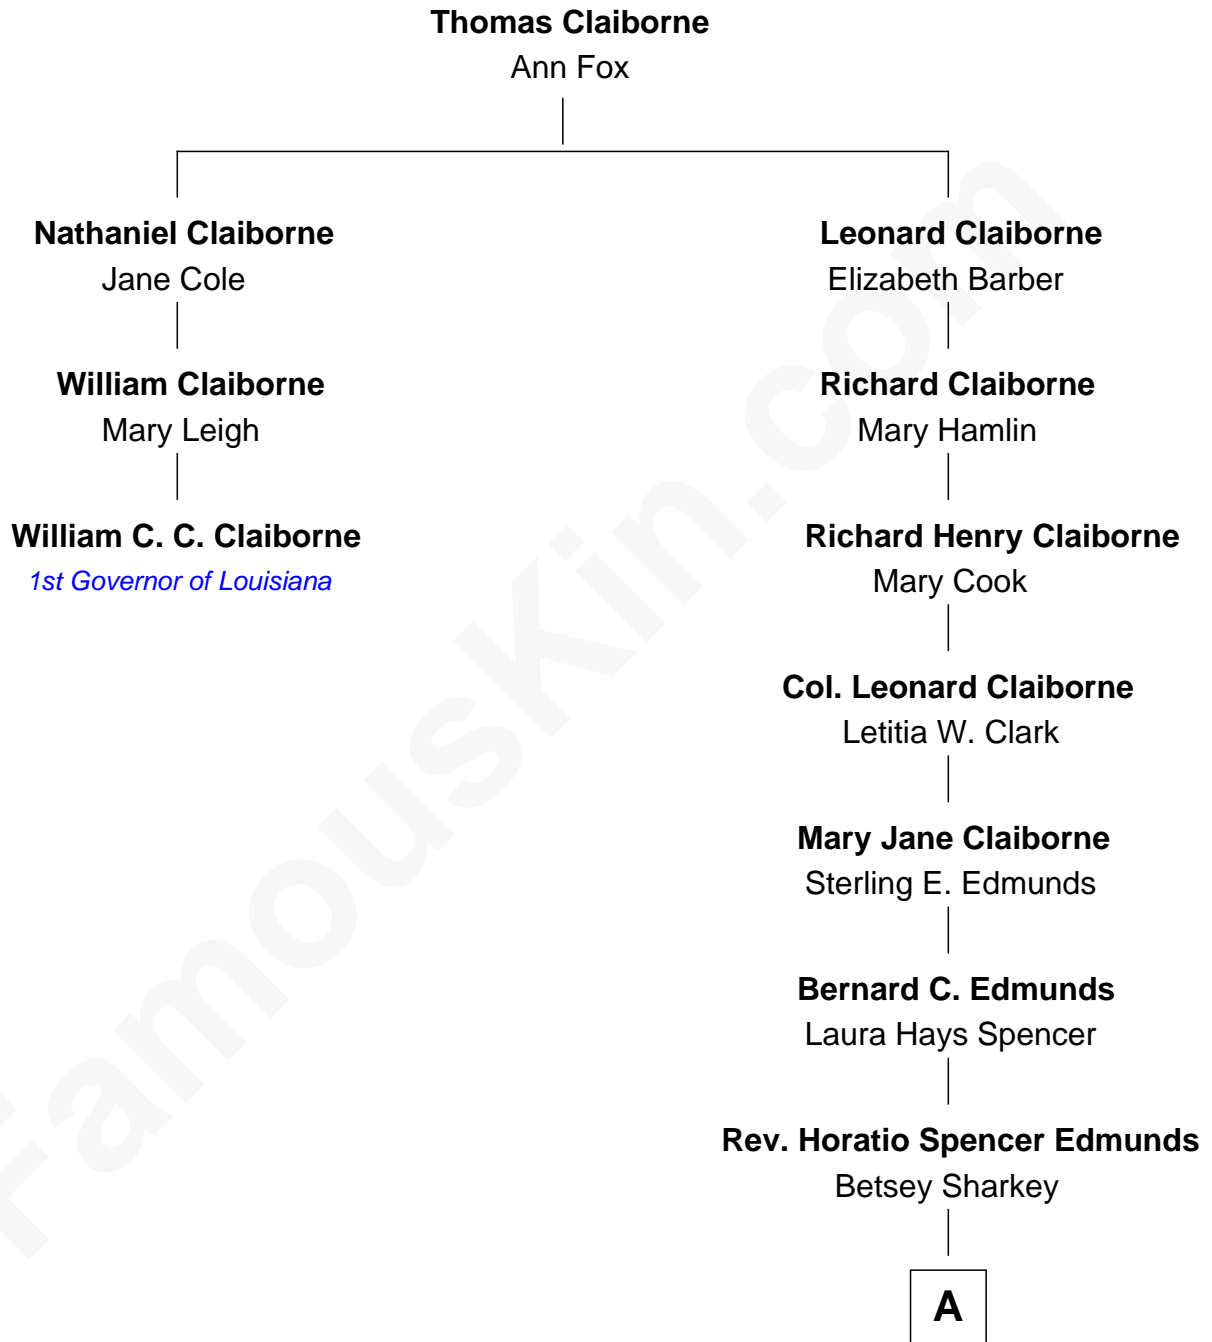 Thomas Claiborne
Ann Fox
Nathaniel Claiborne
Jane Cole
William Claiborne
Mary Leigh
William C. C. Claiborne
1st Governor of Louisiana
Leonard Claiborne
Elizabeth Barber
Richard Claiborne
Mary Hamlin
Richard Henry Claiborne
Mary Cook
Col. Leonard Claiborne
Letitia W. Clark
Mary Jane Claiborne
Sterling E. Edmunds
Bernard C. Edmunds
Laura Hays Spencer
Rev. Horatio Spencer Edmunds
Betsey Sharkey
A
FamousKin.com